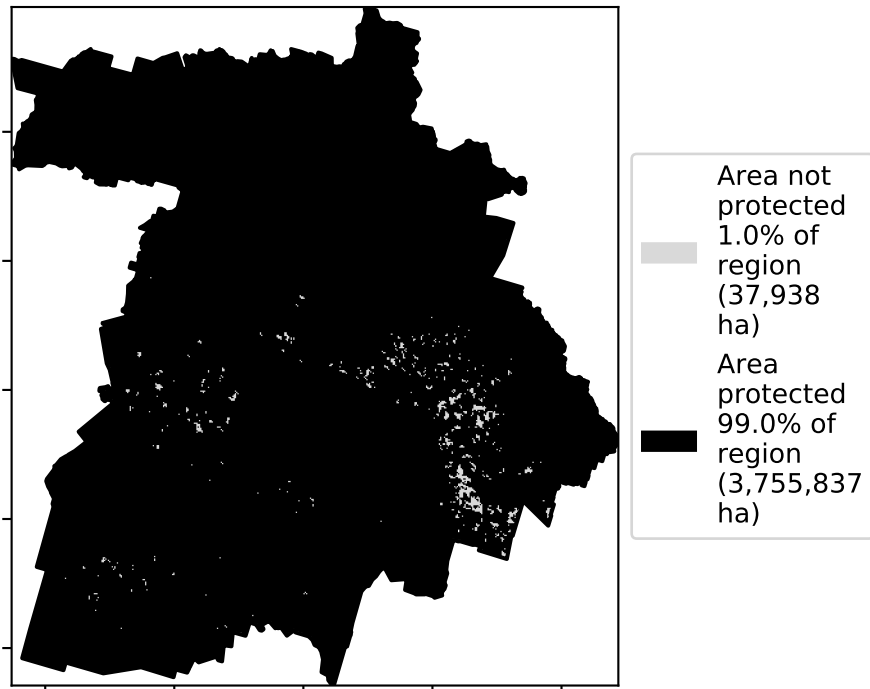 Area not
protected
1.0% of
region
(37,938
ha)
Area
protected
99.0% of
region
(3,755,837
ha)